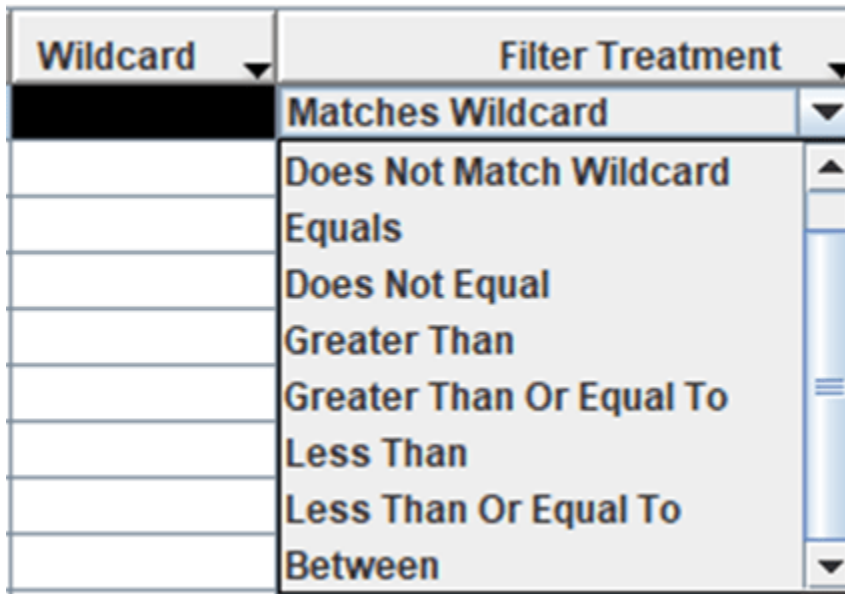 Wildcard Filter Treatment
Matches Wildcard
Does Not Match Wildcard
Equals
Does Not Equal
Greater Than
Greater Than Or Equal To
Less Than
Less Than Or Equal To
Between